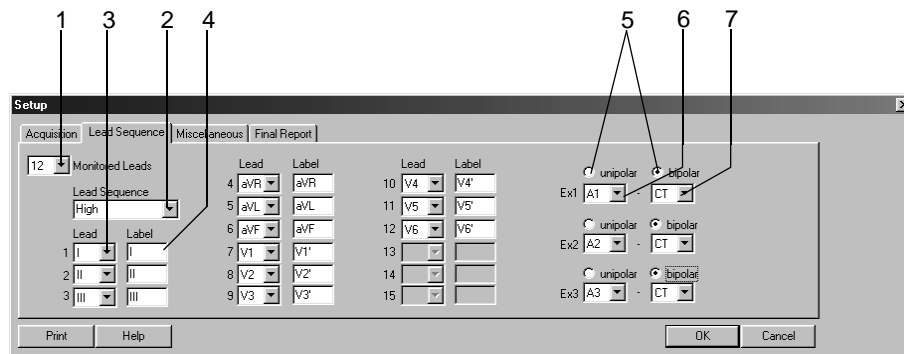 1 3 2 4 5 6 7
Setup
Acquisition Lead Sequence Miscellaneous Final Report
12 Monitored Leads
Lead Sequence
High
Lead Label
1 I I
2 II II
3 III III
Lead Label
4 aVR aVR
5 aVL aVL
6 aVF aVF
7 V1 V1'
8 V2 V2'
9 V3 V3'
Lead Label
10 V4 V4'
11 V5 V5'
12 V6 V6'
13
14
15
unipolar bipolar
Ex1 A1 - CT
unipolar bipolar
Ex2 A2 - CT
unipolar bipolar
Ex3 A3 - CT
Print Help OK Cancel